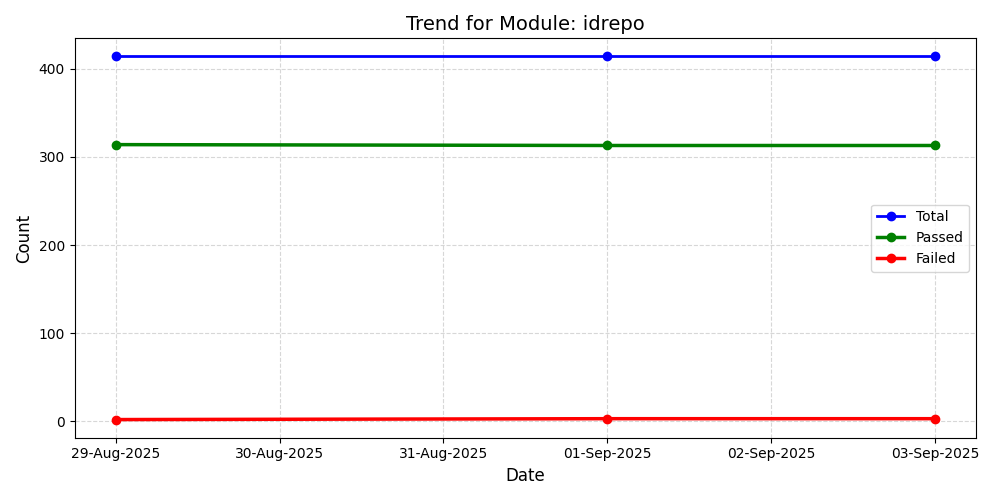 Trend for Module: idrepo
Count
400
300
200
100
0
Total
Passed
Failed
29-Aug-2025 30-Aug-2025 31-Aug-2025 01-Sep-2025 02-Sep-2025 03-Sep-2025
Date